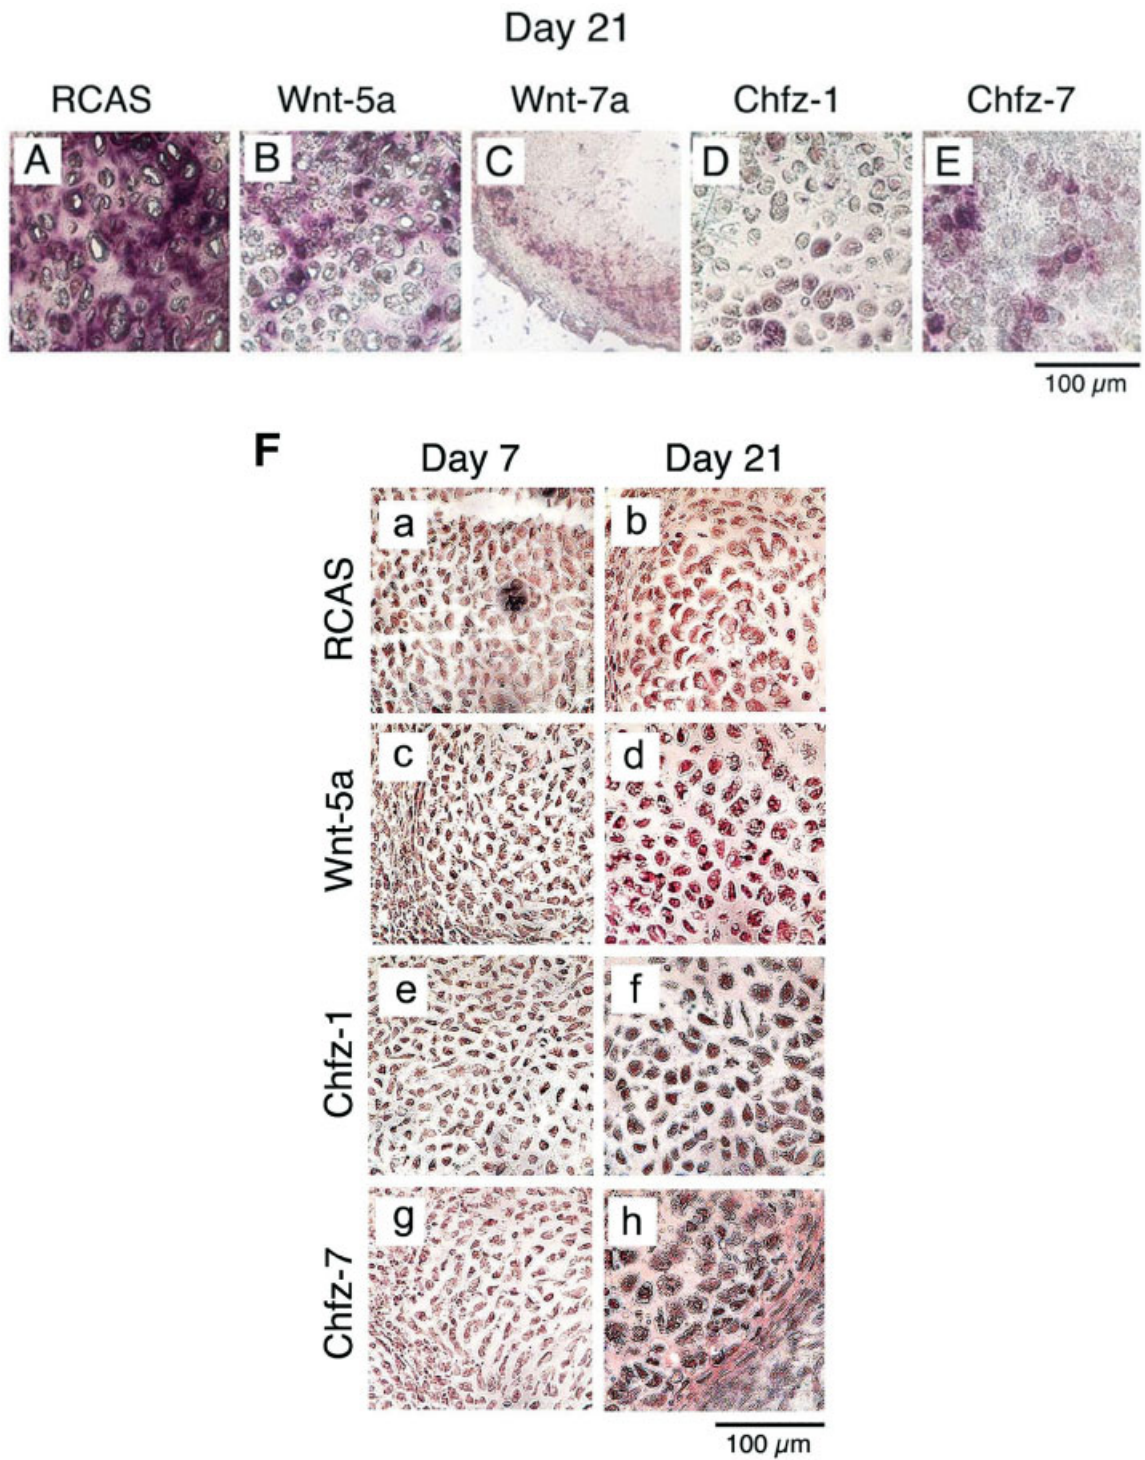 Day 21
RCAS Wnt-5a Wnt-7a Chfz-1 Chfz-7
A B C D E
100 µm
F Day 7 Day 21
RCAS a b
Wnt-5a c d
Chfz-1 e f
Chfz-7 g h
100 µm